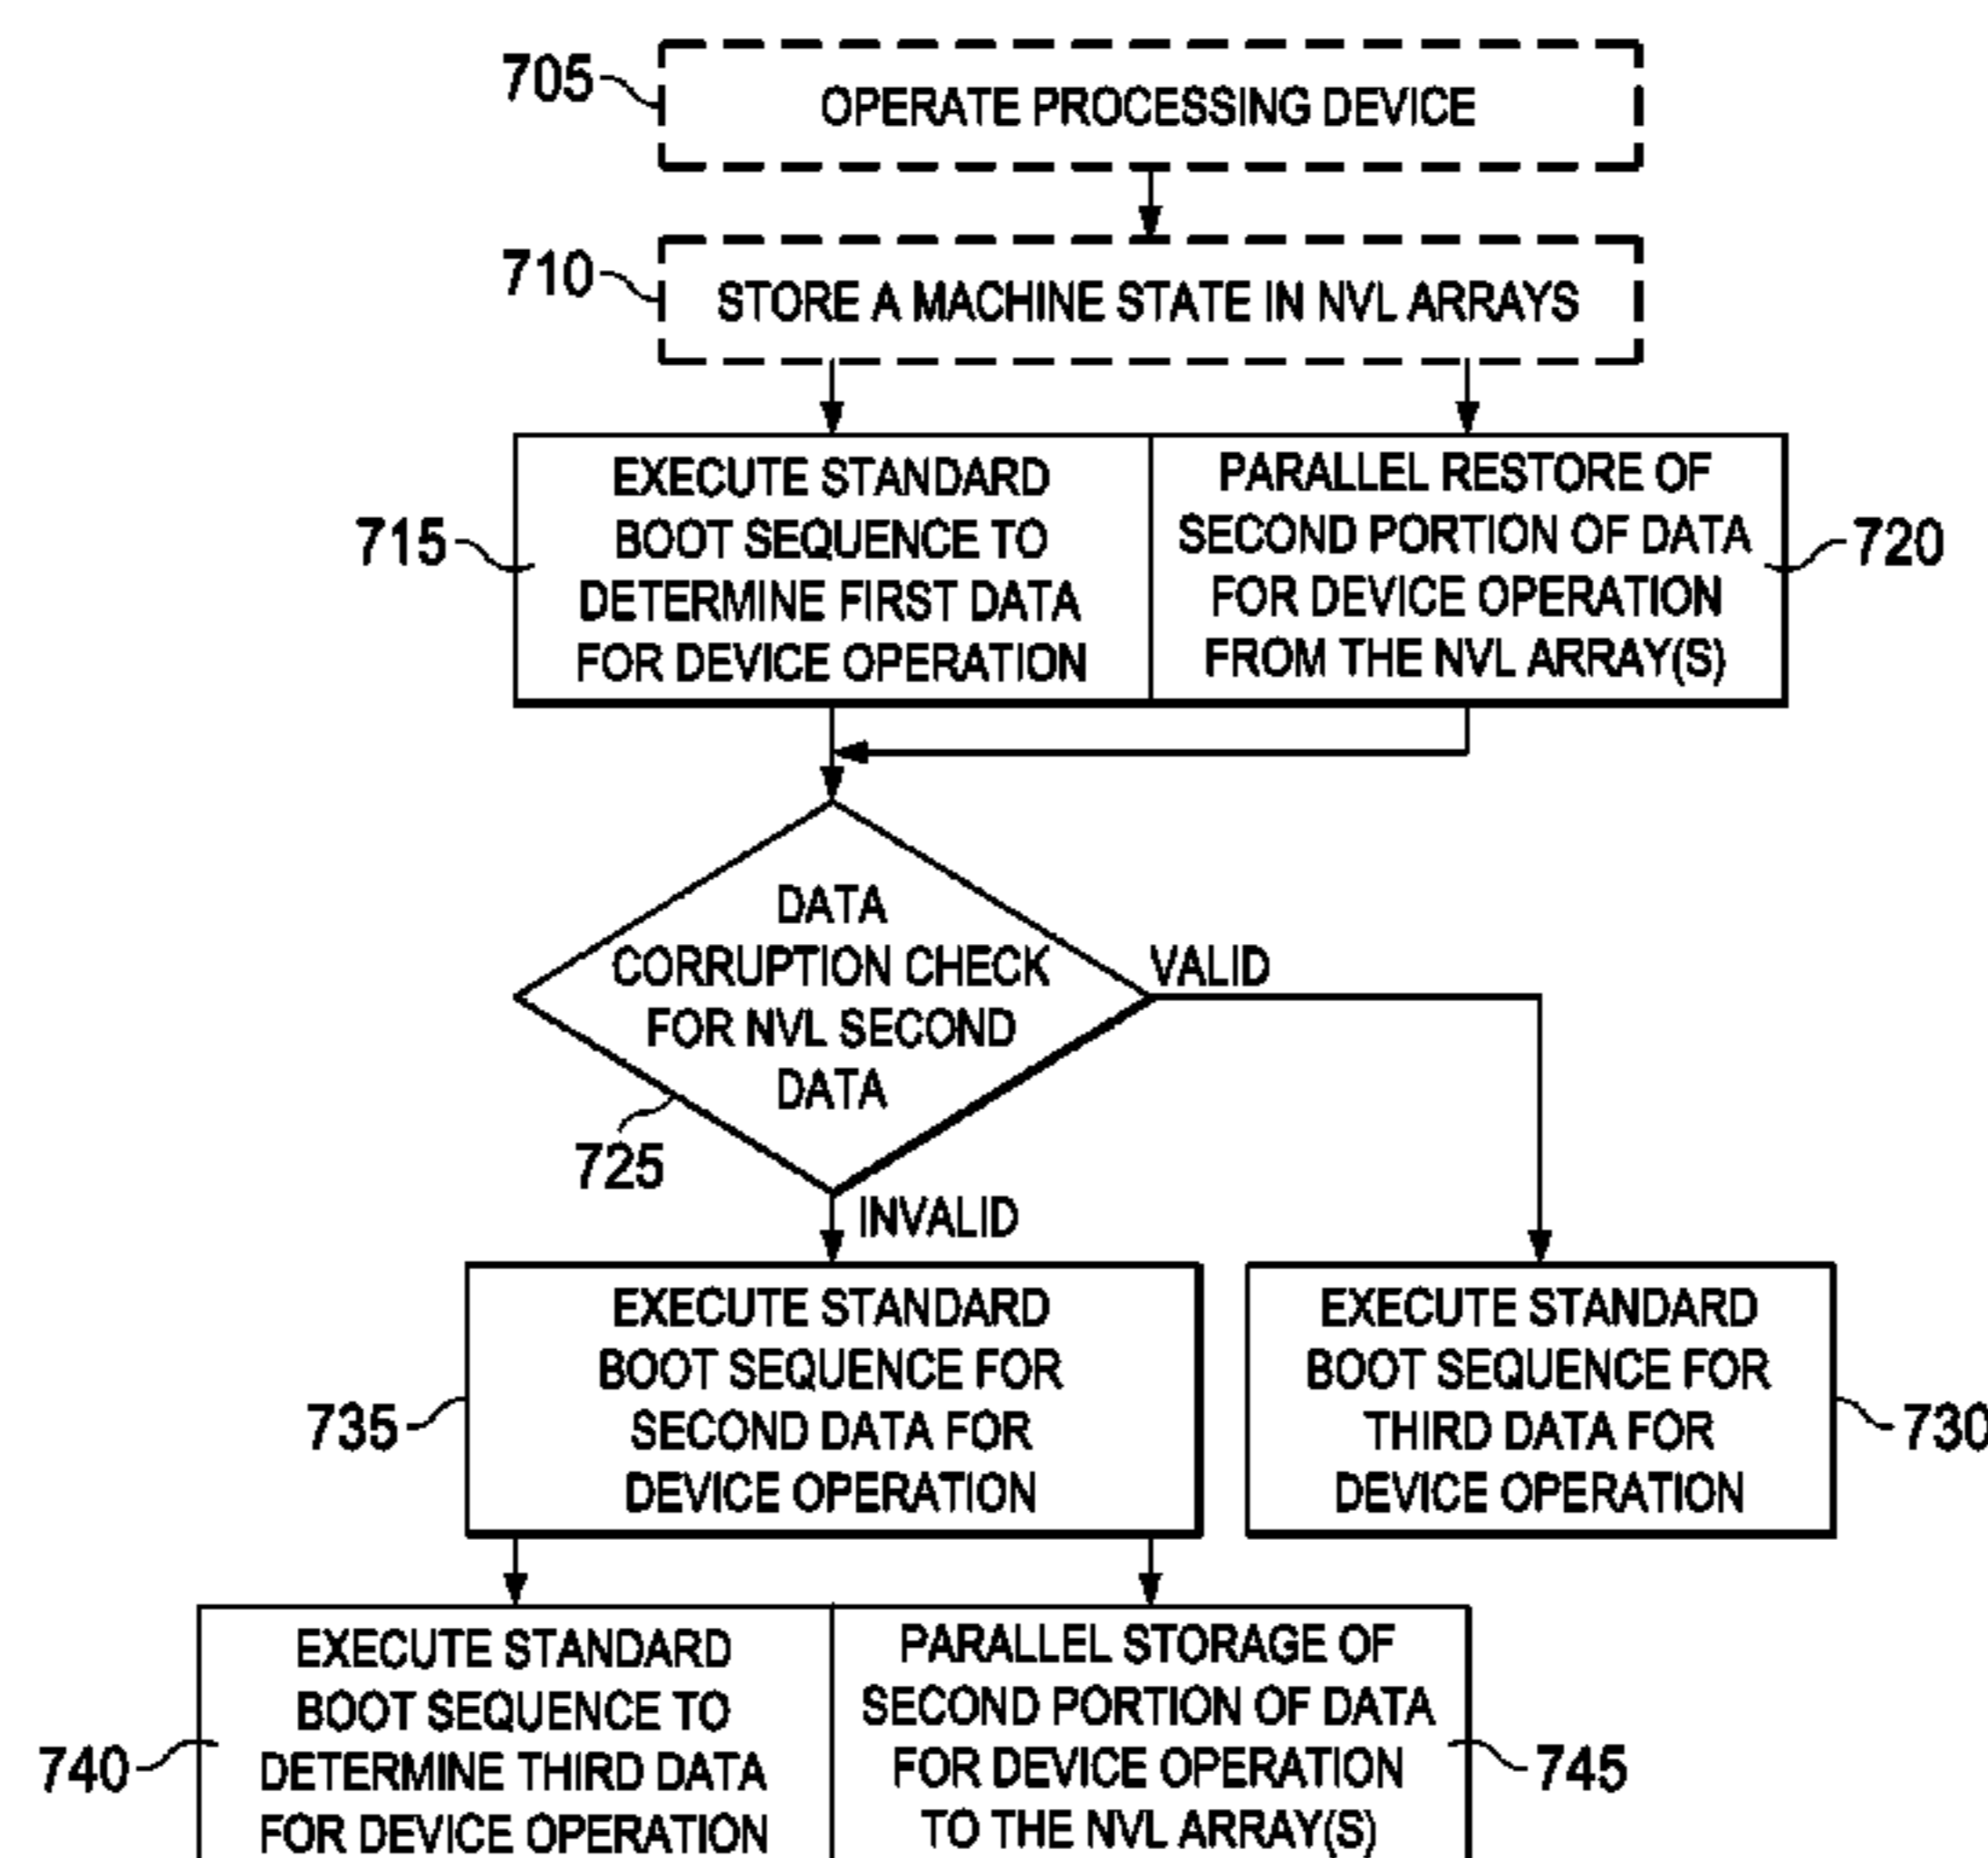 705
OPERATE PROCESSING DEVICE
710
STORE A MACHINE STATE IN NVL ARRAYS
715
EXECUTE STANDARD
BOOT SEQUENCE TO
DETERMINE FIRST DATA
FOR DEVICE OPERATION
PARALLEL RESTORE OF
SECOND PORTION OF DATA
FOR DEVICE OPERATION
FROM THE NVL ARRAY(S)
720
DATA
CORRUPTION CHECK
FOR NVL SECOND
DATA
725
VALID
INVALID
735
EXECUTE STANDARD
BOOT SEQUENCE FOR
SECOND DATA FOR
DEVICE OPERATION
EXECUTE STANDARD
BOOT SEQUENCE FOR
THIRD DATA FOR
DEVICE OPERATION
730
740
EXECUTE STANDARD
BOOT SEQUENCE TO
DETERMINE THIRD DATA
FOR DEVICE OPERATION
PARALLEL STORAGE OF
SECOND PORTION OF DATA
FOR DEVICE OPERATION
TO THE NVL ARRAY(S)
745